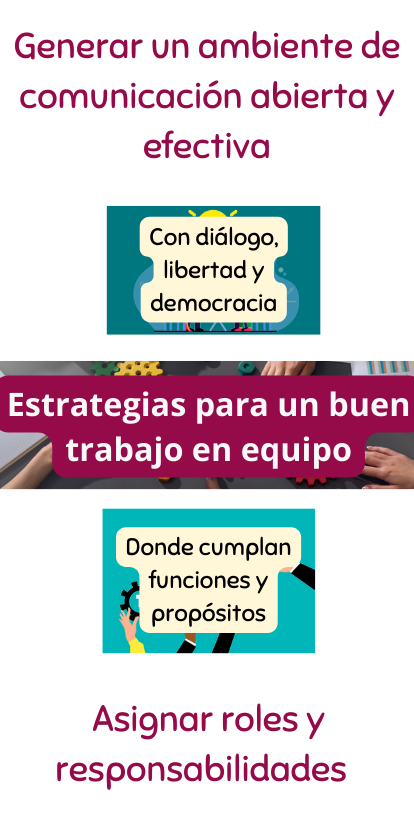 Generar un ambiente de
comunicación abierta y
efectiva
Con diálogo,
libertad y
democracia
Estrategias para un buen
trabajo en equipo
Donde cumplan
funciones y
propósitos
Asignar roles y
responsabilidades